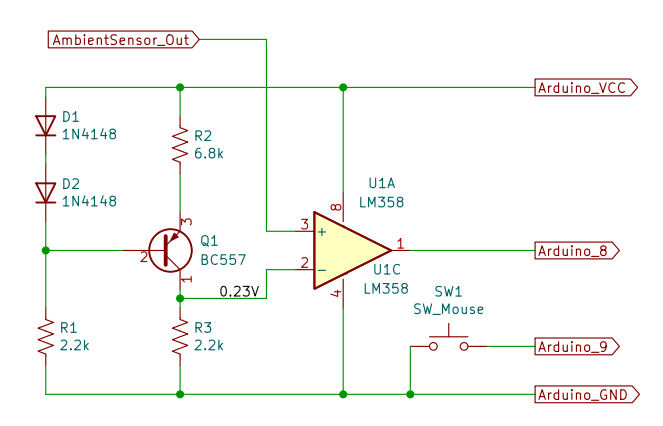 AmbientSensor_Out
Arduino_VCC
D1
1N4148
R2
6.8k
D2
1N4148
U1A
LM358
8
3
3
+
1
Arduino_8
Q1
BC557
2
2
-
1
U1C
LM358
4
0.23V
SW1
SW_Mouse
R1
2.2k
R3
2.2k
Arduino_9
Arduino_GND